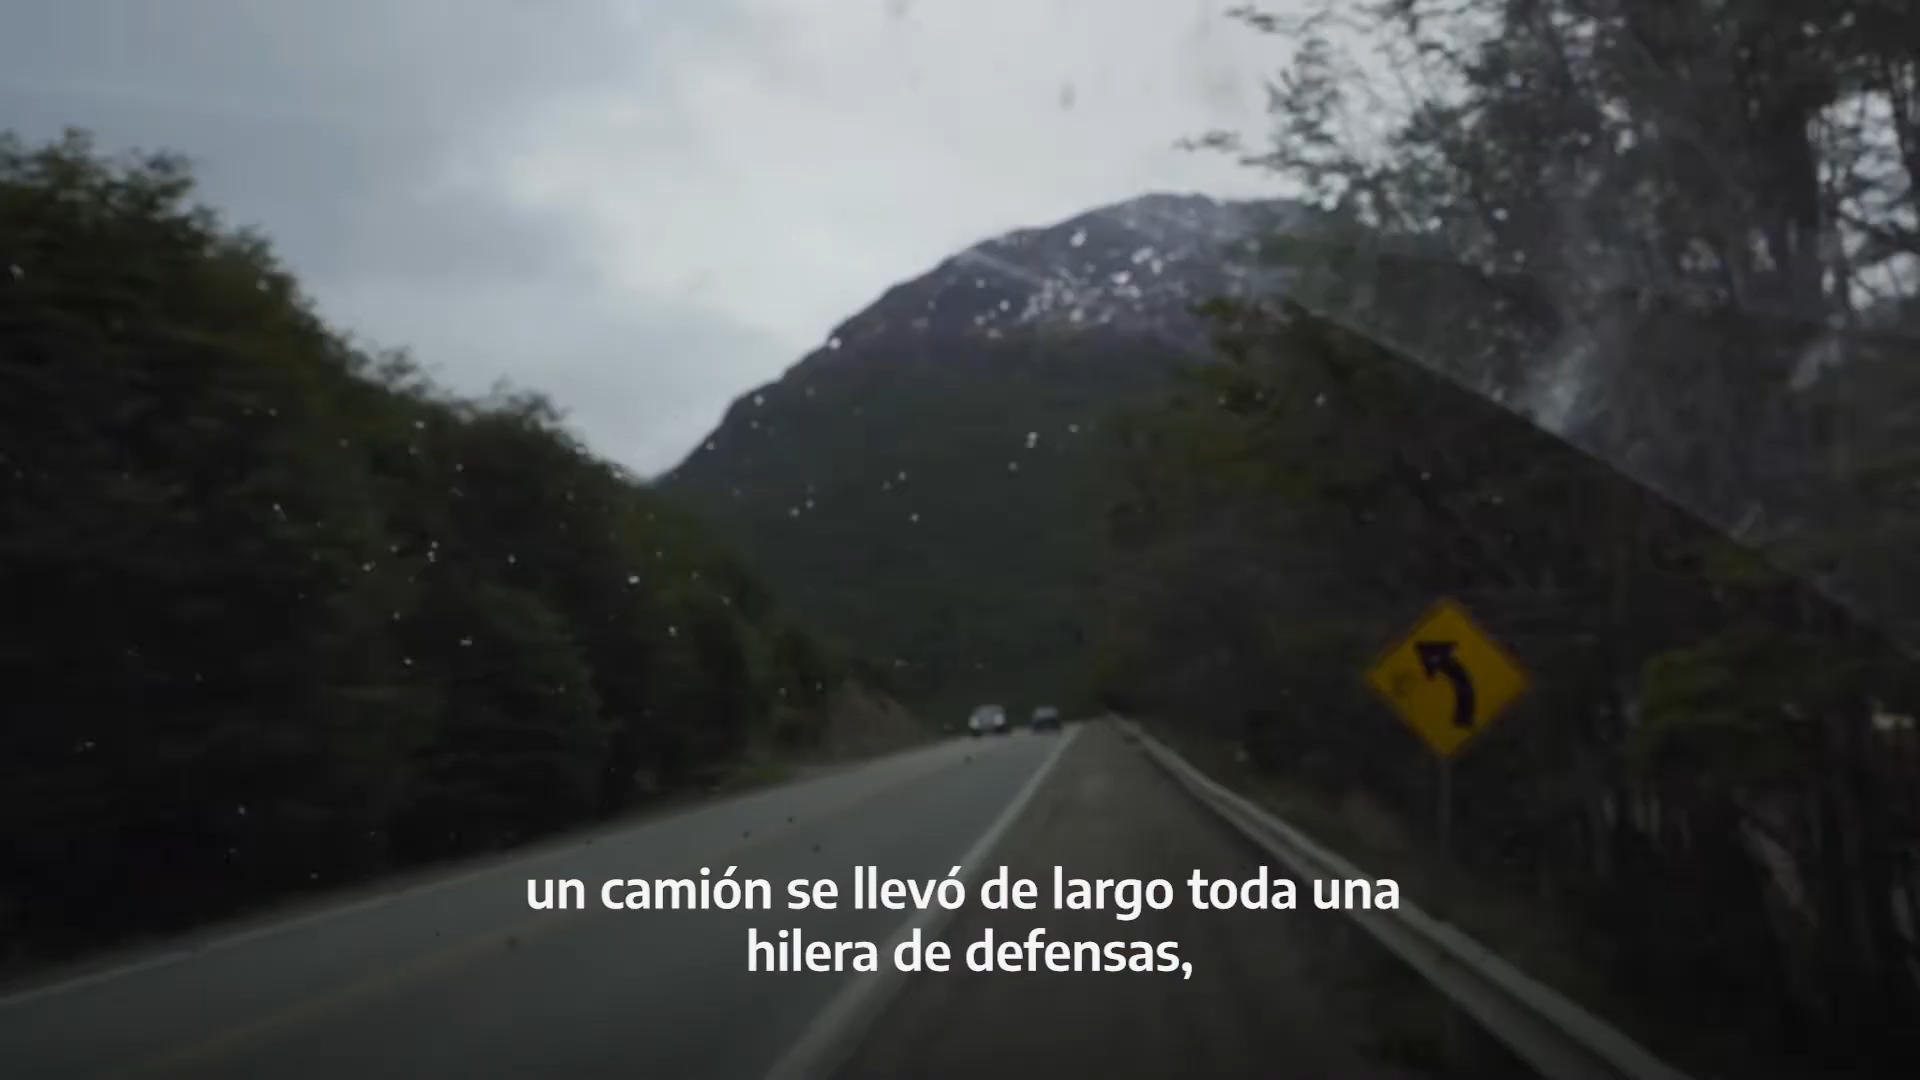 un camión se llevó de largo toda una
hilera de defensas,